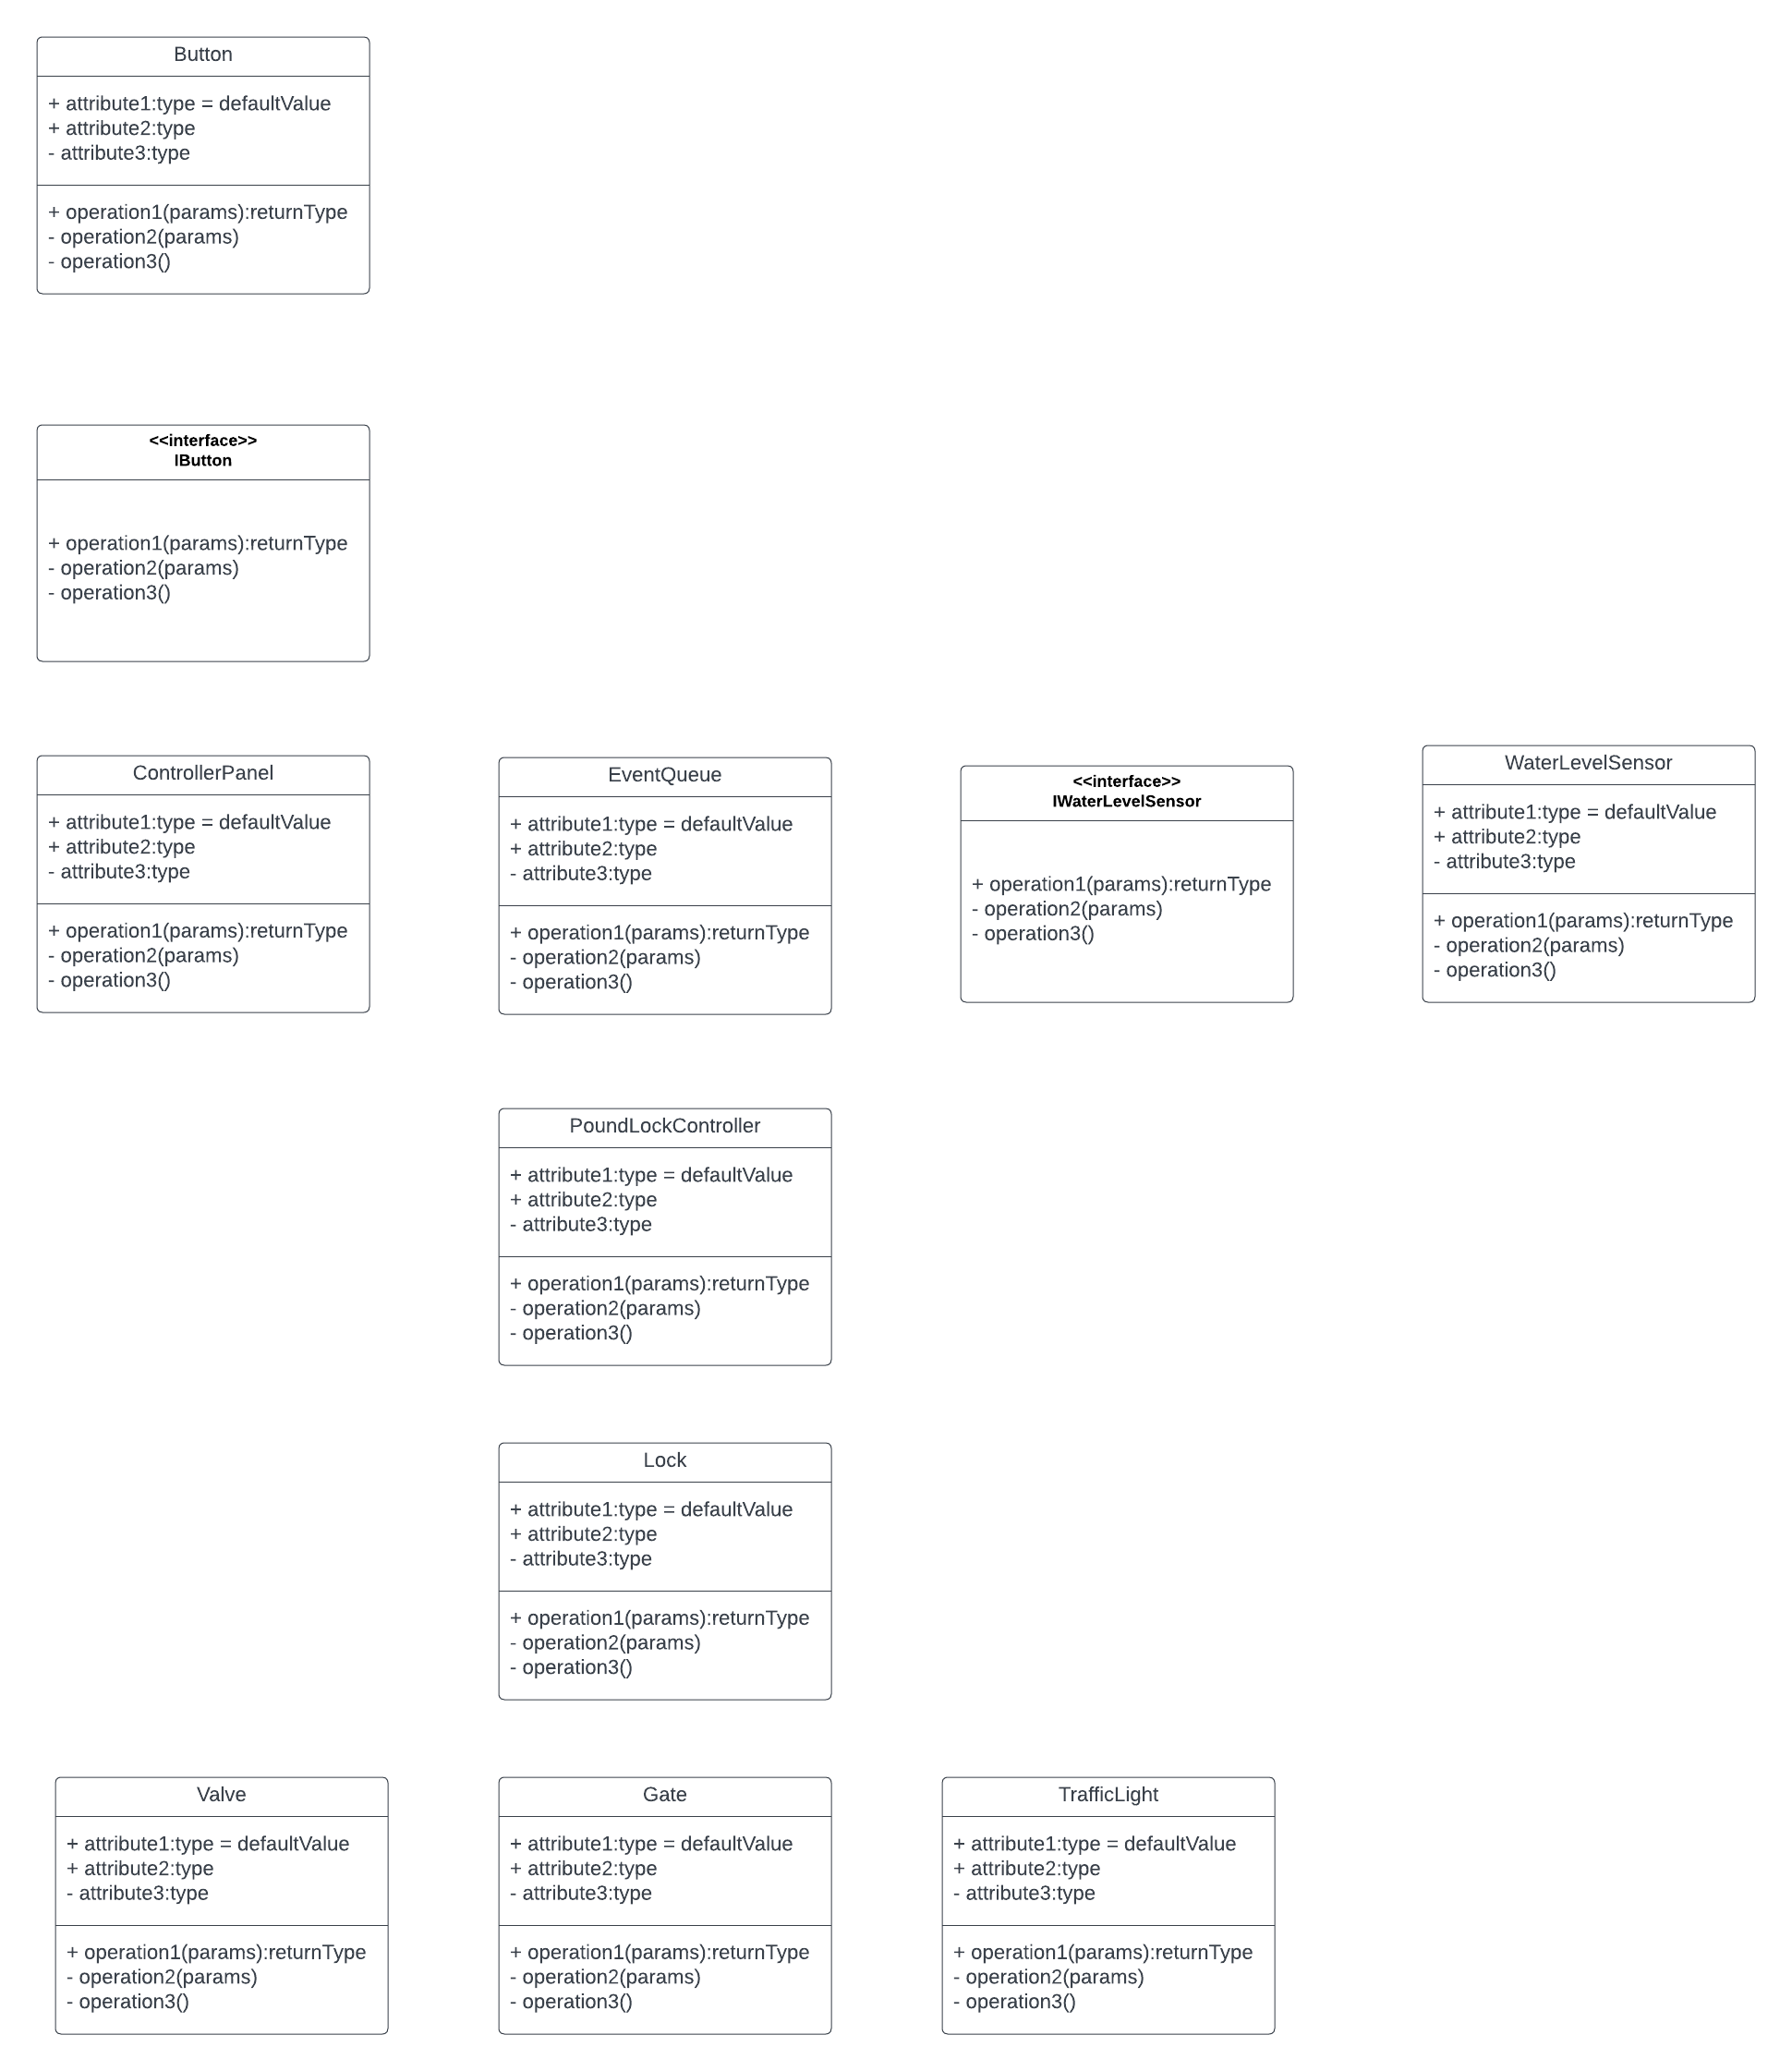 Button
+ attribute1:type = defaultValue
+ attribute2:type
- attribute3:type
+ operation1(params):returnType
- operation2(params)
- operation3()
<<interface>>
IButton
+ operation1(params):returnType
- operation2(params)
- operation3()
ControllerPanel
+ attribute1:type = defaultValue
+ attribute2:type
- attribute3:type
+ operation1(params):returnType
- operation2(params)
- operation3()
EventQueue
+ attribute1:type = defaultValue
+ attribute2:type
- attribute3:type
+ operation1(params):returnType
- operation2(params)
- operation3()
<<interface>>
IWaterLevelSensor
+ operation1(params):returnType
- operation2(params)
- operation3()
WaterLevelSensor
+ attribute1:type = defaultValue
+ attribute2:type
- attribute3:type
+ operation1(params):returnType
- operation2(params)
- operation3()
PoundLockController
+ attribute1:type = defaultValue
+ attribute2:type
- attribute3:type
+ operation1(params):returnType
- operation2(params)
- operation3()
Lock
+ attribute1:type = defaultValue
+ attribute2:type
- attribute3:type
+ operation1(params):returnType
- operation2(params)
- operation3()
Valve
+ attribute1:type = defaultValue
+ attribute2:type
- attribute3:type
+ operation1(params):returnType
- operation2(params)
- operation3()
Gate
+ attribute1:type = defaultValue
+ attribute2:type
- attribute3:type
+ operation1(params):returnType
- operation2(params)
- operation3()
TrafficLight
+ attribute1:type = defaultValue
+ attribute2:type
- attribute3:type
+ operation1(params):returnType
- operation2(params)
- operation3()